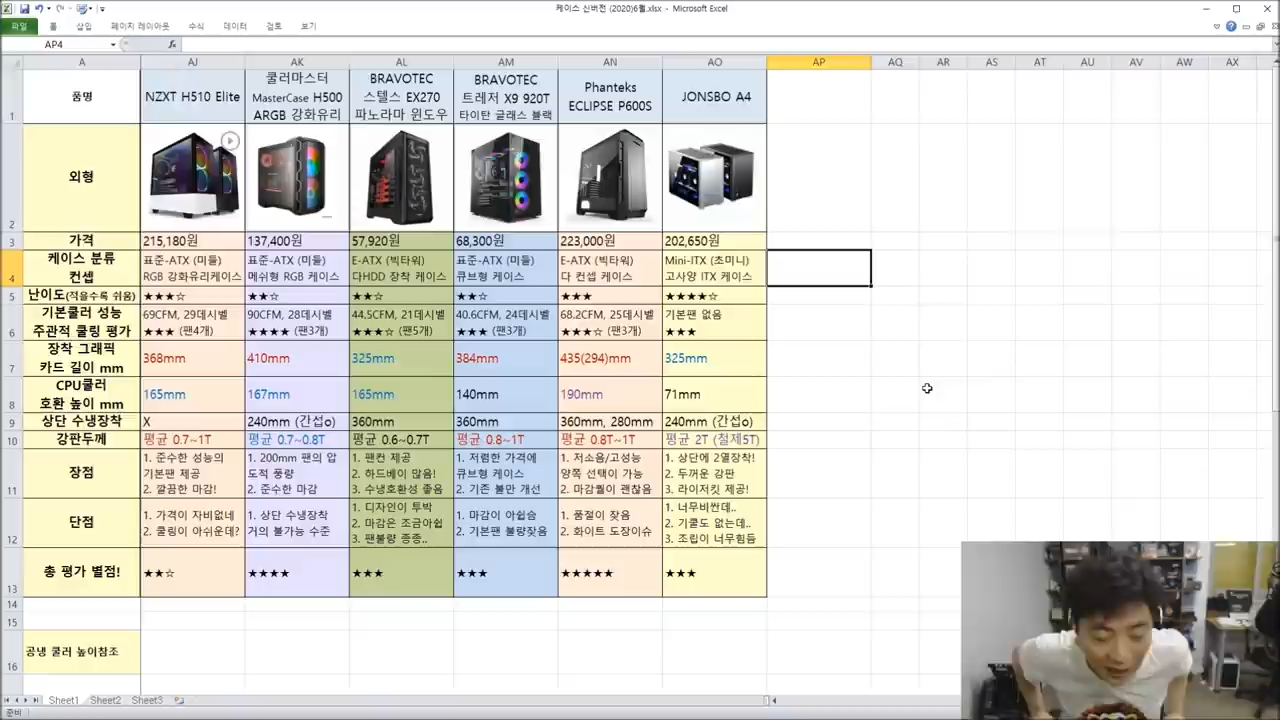 케이스 신버전 (2020)6월.xlsx - Microsoft Excel
파일 홈 삽입 페이지 레이아웃 수식 데이터 검토 보기
AP4 fx
A AJ AK AL AM AN AO AP AQ AR AS AT AU AV AW AX
1 품명 NZXT H510 Elite
쿨러마스터
MasterCase H500
ARGB 강화유리
BRAVOTEC
스텔스 EX270
파노라마 윈도우
BRAVOTEC
트레저 X9 920T
타이탄 글래스 블랙
Phanteks
ECLIPSE P600S
JONSBO A4
2 외형
3 가격 215,180원 137,400원 57,920원 68,300원 223,000원 202,650원
4 케이스 분류
컨셉
표준-ATX (미들)
RGB 강화유리케이스
표준-ATX (미들)
메쉬형 RGB 케이스
E-ATX (빅타워)
다HDD 장착 케이스
표준-ATX (미들)
큐브형 케이스
E-ATX (빅타워)
다 컨셉 케이스
Mini-ITX (초미니)
고사양 ITX 케이스
5 난이도(적을수록 쉬움) ★★★☆ ★★☆ ★★☆ ★★☆ ★★★ ★★★★☆
6 기본쿨러 성능
주관적 쿨링 평가
69CFM, 29데시벨
★★★ (팬4개)
90CFM, 28데시벨
★★★★ (팬3개)
44.5CFM, 21데시벨
★★★☆ (팬5개)
40.6CFM, 24데시벨
★★★ (팬3개)
68.2CFM, 25데시벨
★★★☆ (팬3개)
기본팬 없음
★★★
7 장착 그래픽
카드 길이 mm
368mm 410mm 325mm 384mm 435(294)mm 325mm
8 CPU쿨러
호환 높이 mm
165mm 167mm 165mm 140mm 190mm 71mm
9 상단 수냉장착 X 240mm (간섭o) 360mm 360mm 360mm, 280mm 240mm (간섭o)
10 강판두께 평균 0.7~1T 평균 0.7~0.8T 평균 0.6~0.7T 평균 0.8~1T 평균 0.8T~1T 평균 2T (철제5T)
11 장점
1. 준수한 성능의
기본팬 제공
2. 깔끔한 마감!
1. 200mm 팬의 압
도적 풍량
2. 준수한 마감
1. 팬컨 제공
2. 하드베이 많음!
3. 수냉호환성 좋음
1. 저렴한 가격에
큐브형 케이스
2. 기존 불만 개선
1. 저소음/고성능
양쪽 선택이 가능
2. 마감퀄이 괜찮음
1. 상단에 2열장착!
2. 두꺼운 강판
3. 라이저킷 제공!
12 단점
1. 가격이 자비없네
2. 쿨링이 아쉬운데?
1. 상단 수냉장착
거의 불가능 수준
1. 디자인이 투박
2. 마감은 조금아쉽
3. 팬불량 종종..
1. 마감이 아쉽슴
2. 기본팬 불량잦음
1. 품절이 잦음
2. 화이트 도장이슈
1. 너무비싼데..
2. 기쿨도 없는데..
3. 조립이 너무힘듬
13 총 평가 별점! ★★☆ ★★★★ ★★★ ★★★ ★★★★★ ★★★
14
15
16 공냉 쿨러 높이참조
Sheet1 Sheet2 Sheet3
준비